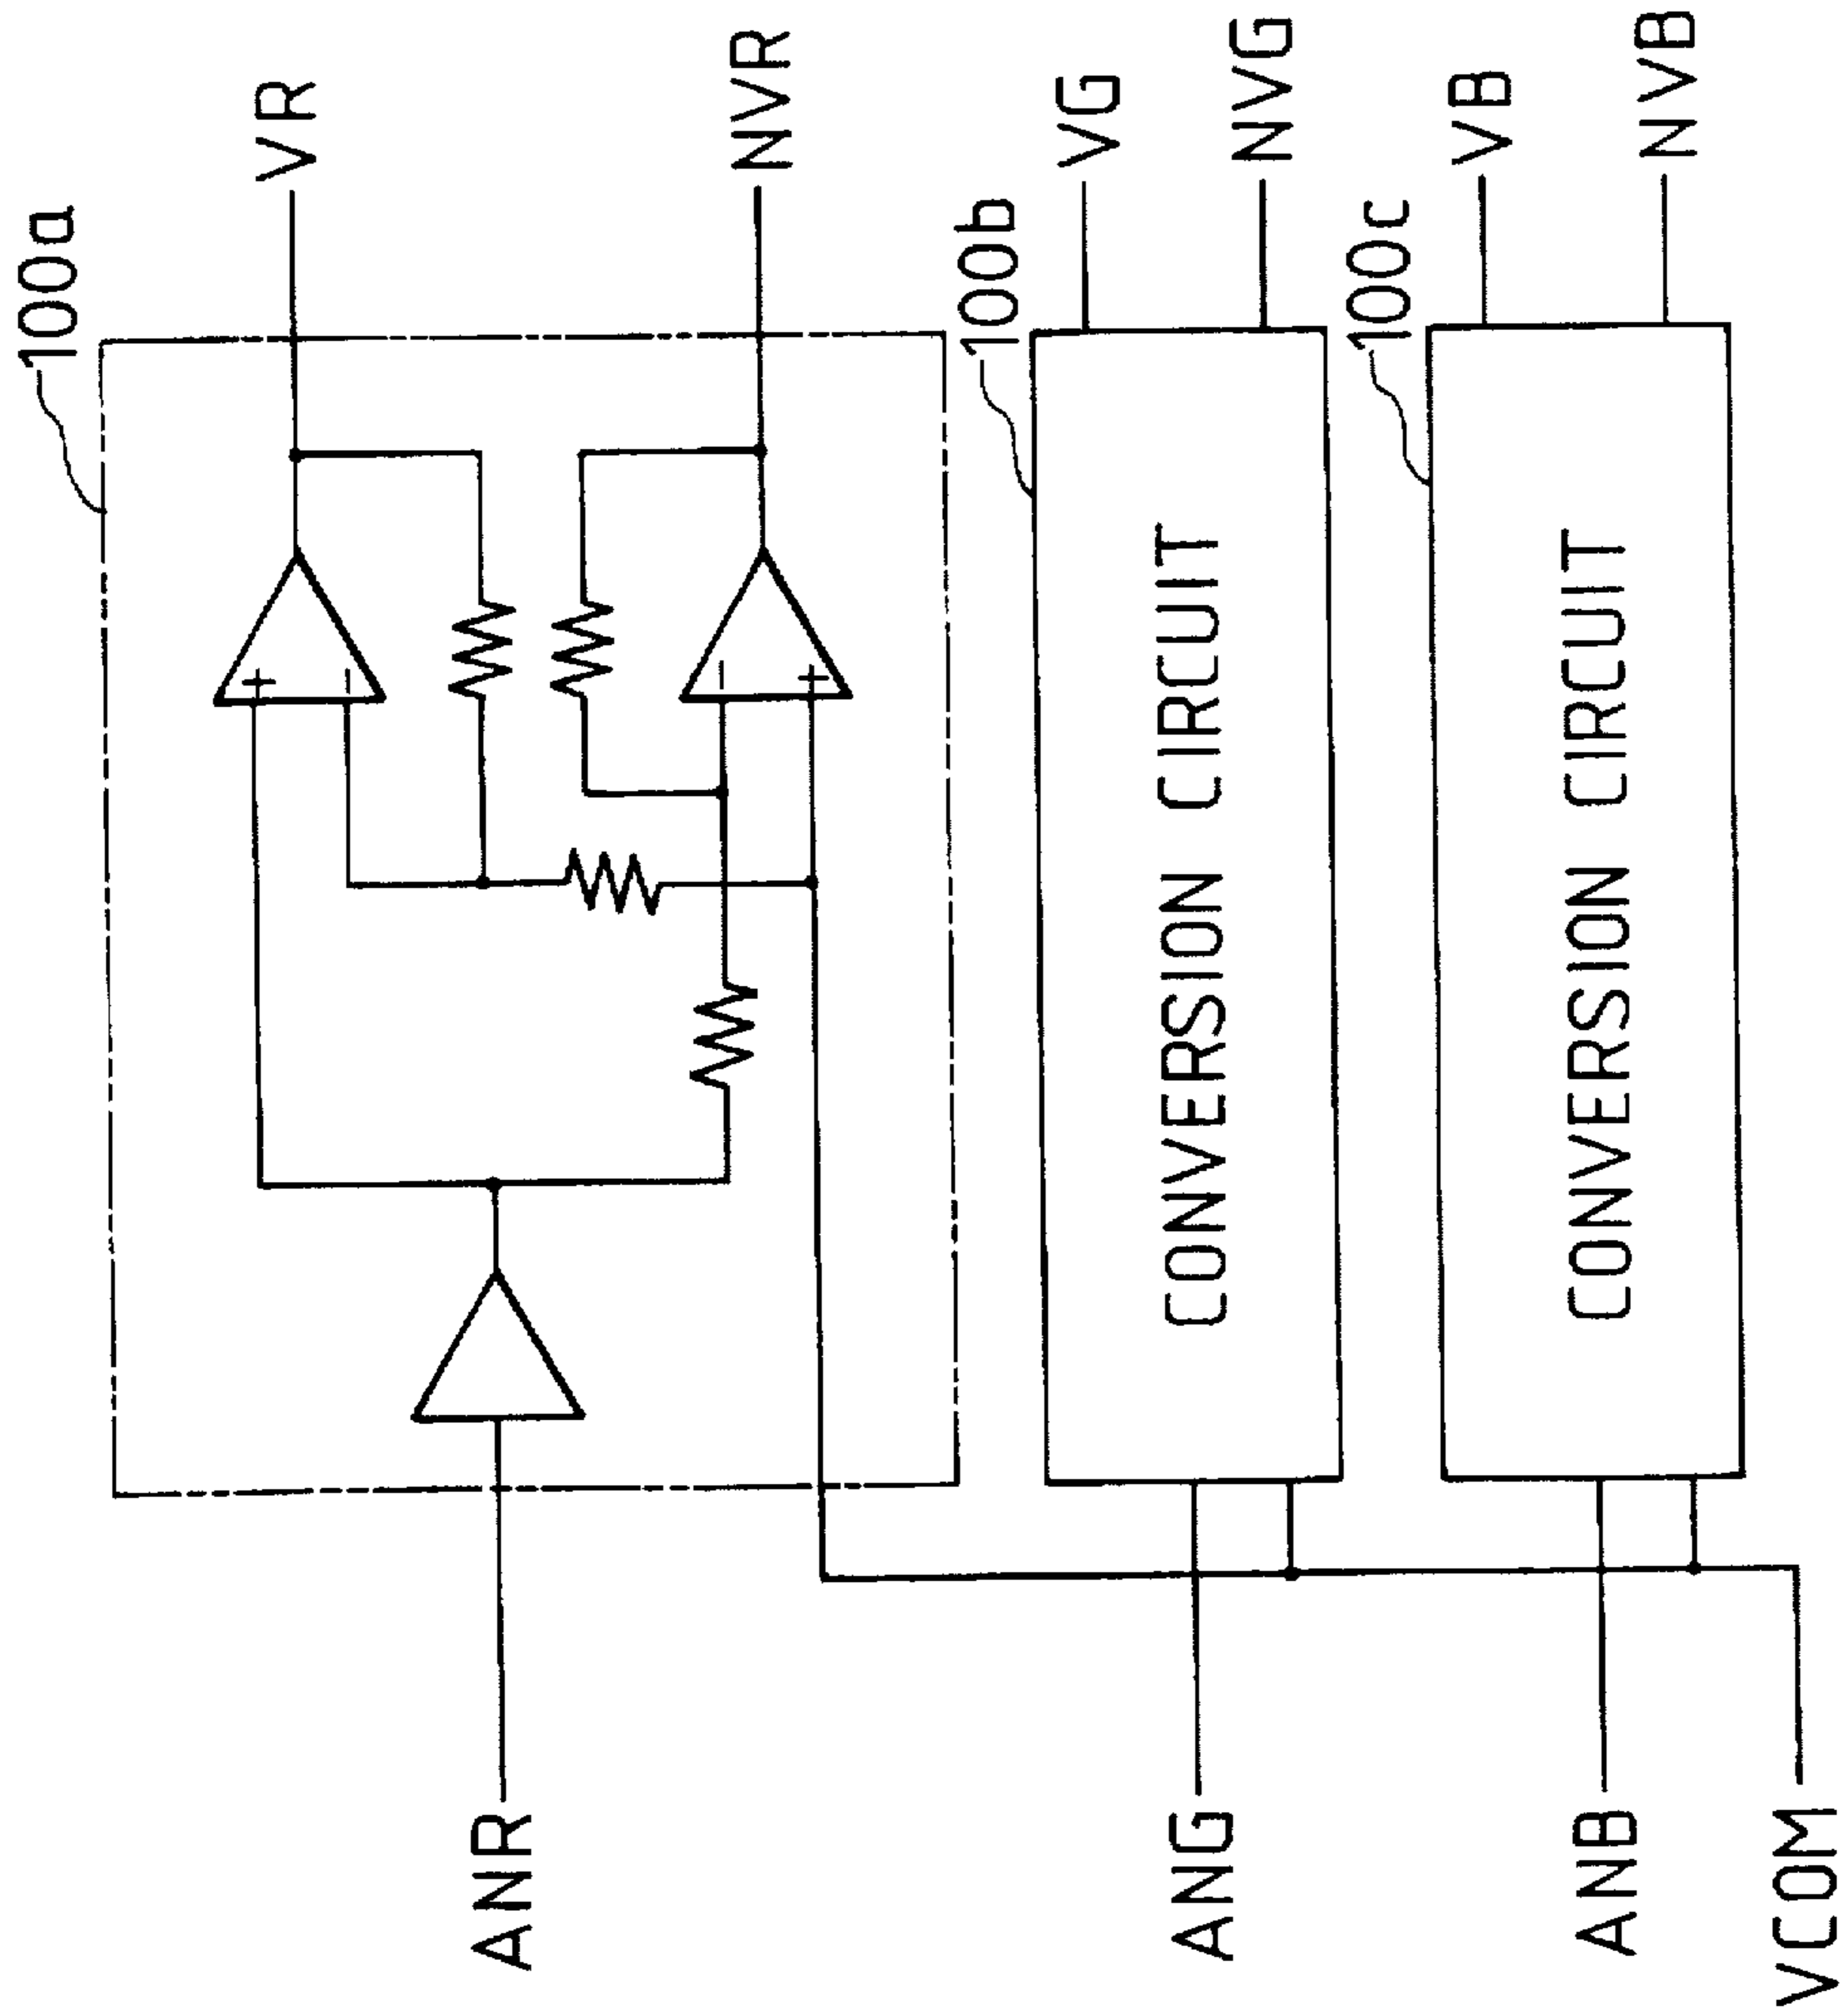 100a
VR
NVR
ANR
100b
VG
NVG
CONVERSION CIRCUIT
ANG
100c
VB
NVB
CONVERSION CIRCUIT
ANB
VCOM